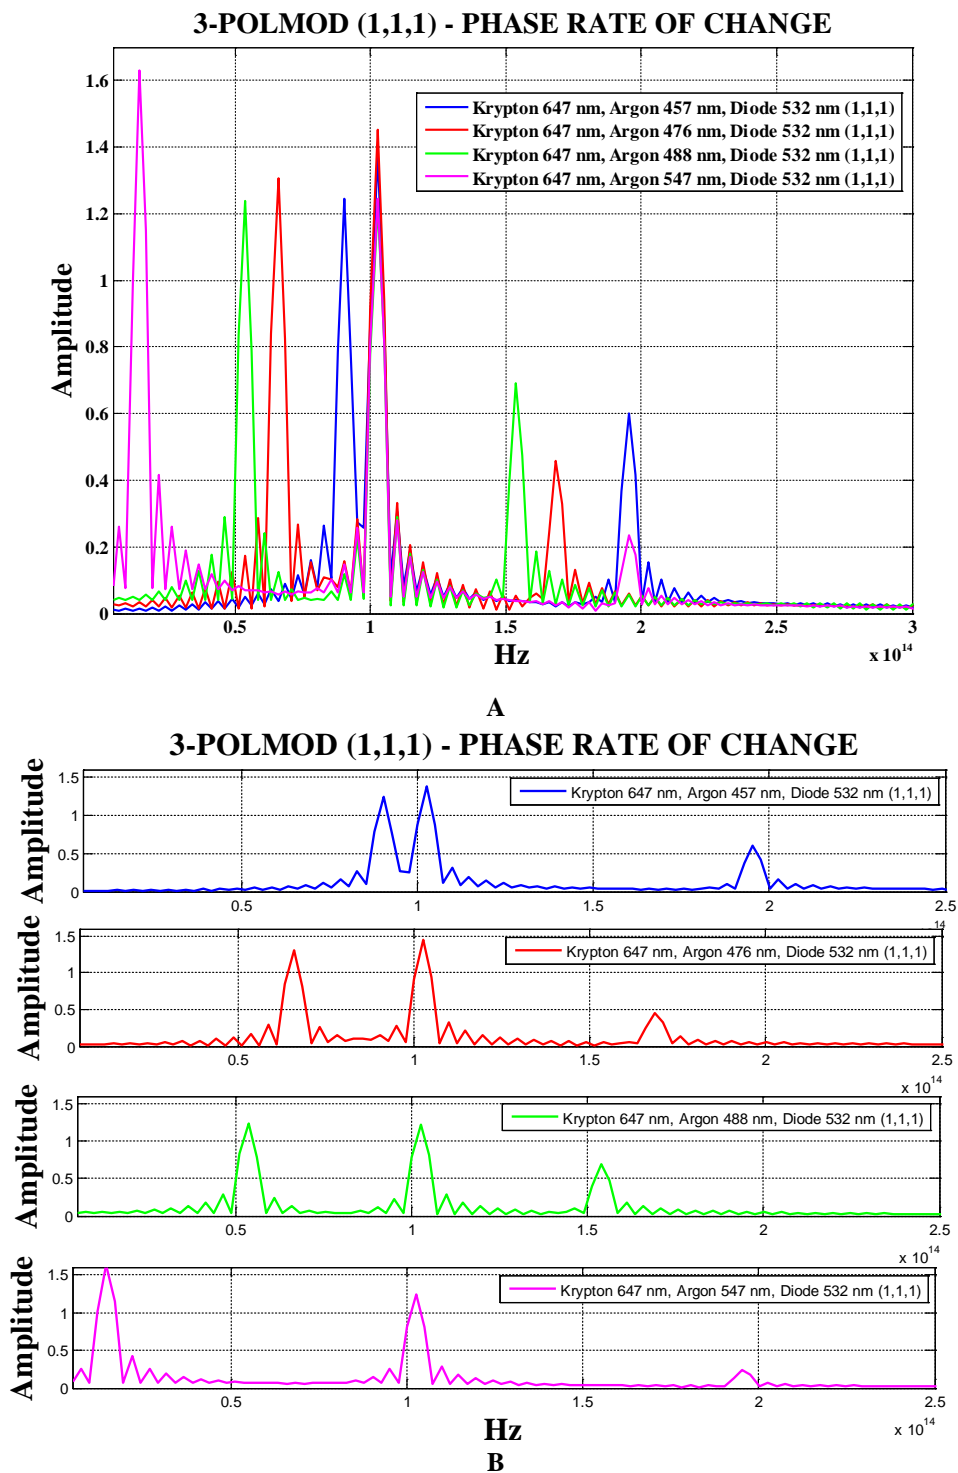 3-POLMOD (1,1,1) - PHASE RATE OF CHANGE
Amplitude
1.6
1.4
1.2
1
0.8
0.6
0.4
0.2
0
Krypton 647 nm, Argon 457 nm, Diode 532 nm (1,1,1)
Krypton 647 nm, Argon 476 nm, Diode 532 nm (1,1,1)
Krypton 647 nm, Argon 488 nm, Diode 532 nm (1,1,1)
Krypton 647 nm, Argon 547 nm, Diode 532 nm (1,1,1)
0.5 1 1.5 2 2.5 3
Hz
x 10^14
A
3-POLMOD (1,1,1) - PHASE RATE OF CHANGE
Amplitude
1.5
1
0.5
0
Krypton 647 nm, Argon 457 nm, Diode 532 nm (1,1,1)
0.5 1 1.5 2 2.5
14
Amplitude
1.5
1
0.5
0
Krypton 647 nm, Argon 476 nm, Diode 532 nm (1,1,1)
0.5 1 1.5 2 2.5
x 10^14
Amplitude
1.5
1
0.5
0
Krypton 647 nm, Argon 488 nm, Diode 532 nm (1,1,1)
0.5 1 1.5 2 2.5
x 10^14
Amplitude
1.5
1
0.5
0
Krypton 647 nm, Argon 547 nm, Diode 532 nm (1,1,1)
0.5 1 1.5 2 2.5
x 10^14
Hz
B